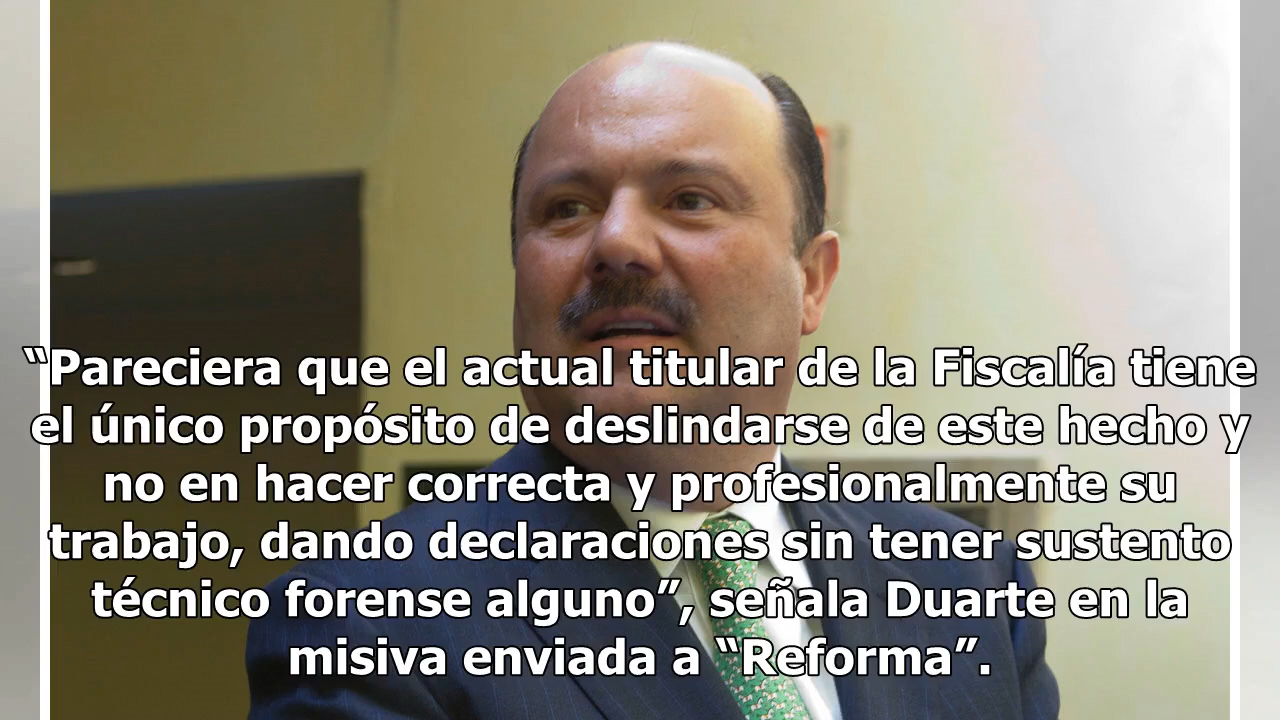 “Pareciera que el actual titular de la Fiscalía tiene
el único propósito de deslindarse de este hecho y
no en hacer correcta y profesionalmente su
trabajo, dando declaraciones sin tener sustento
técnico forense alguno”, señala Duarte en la
misiva enviada a “Reforma”.